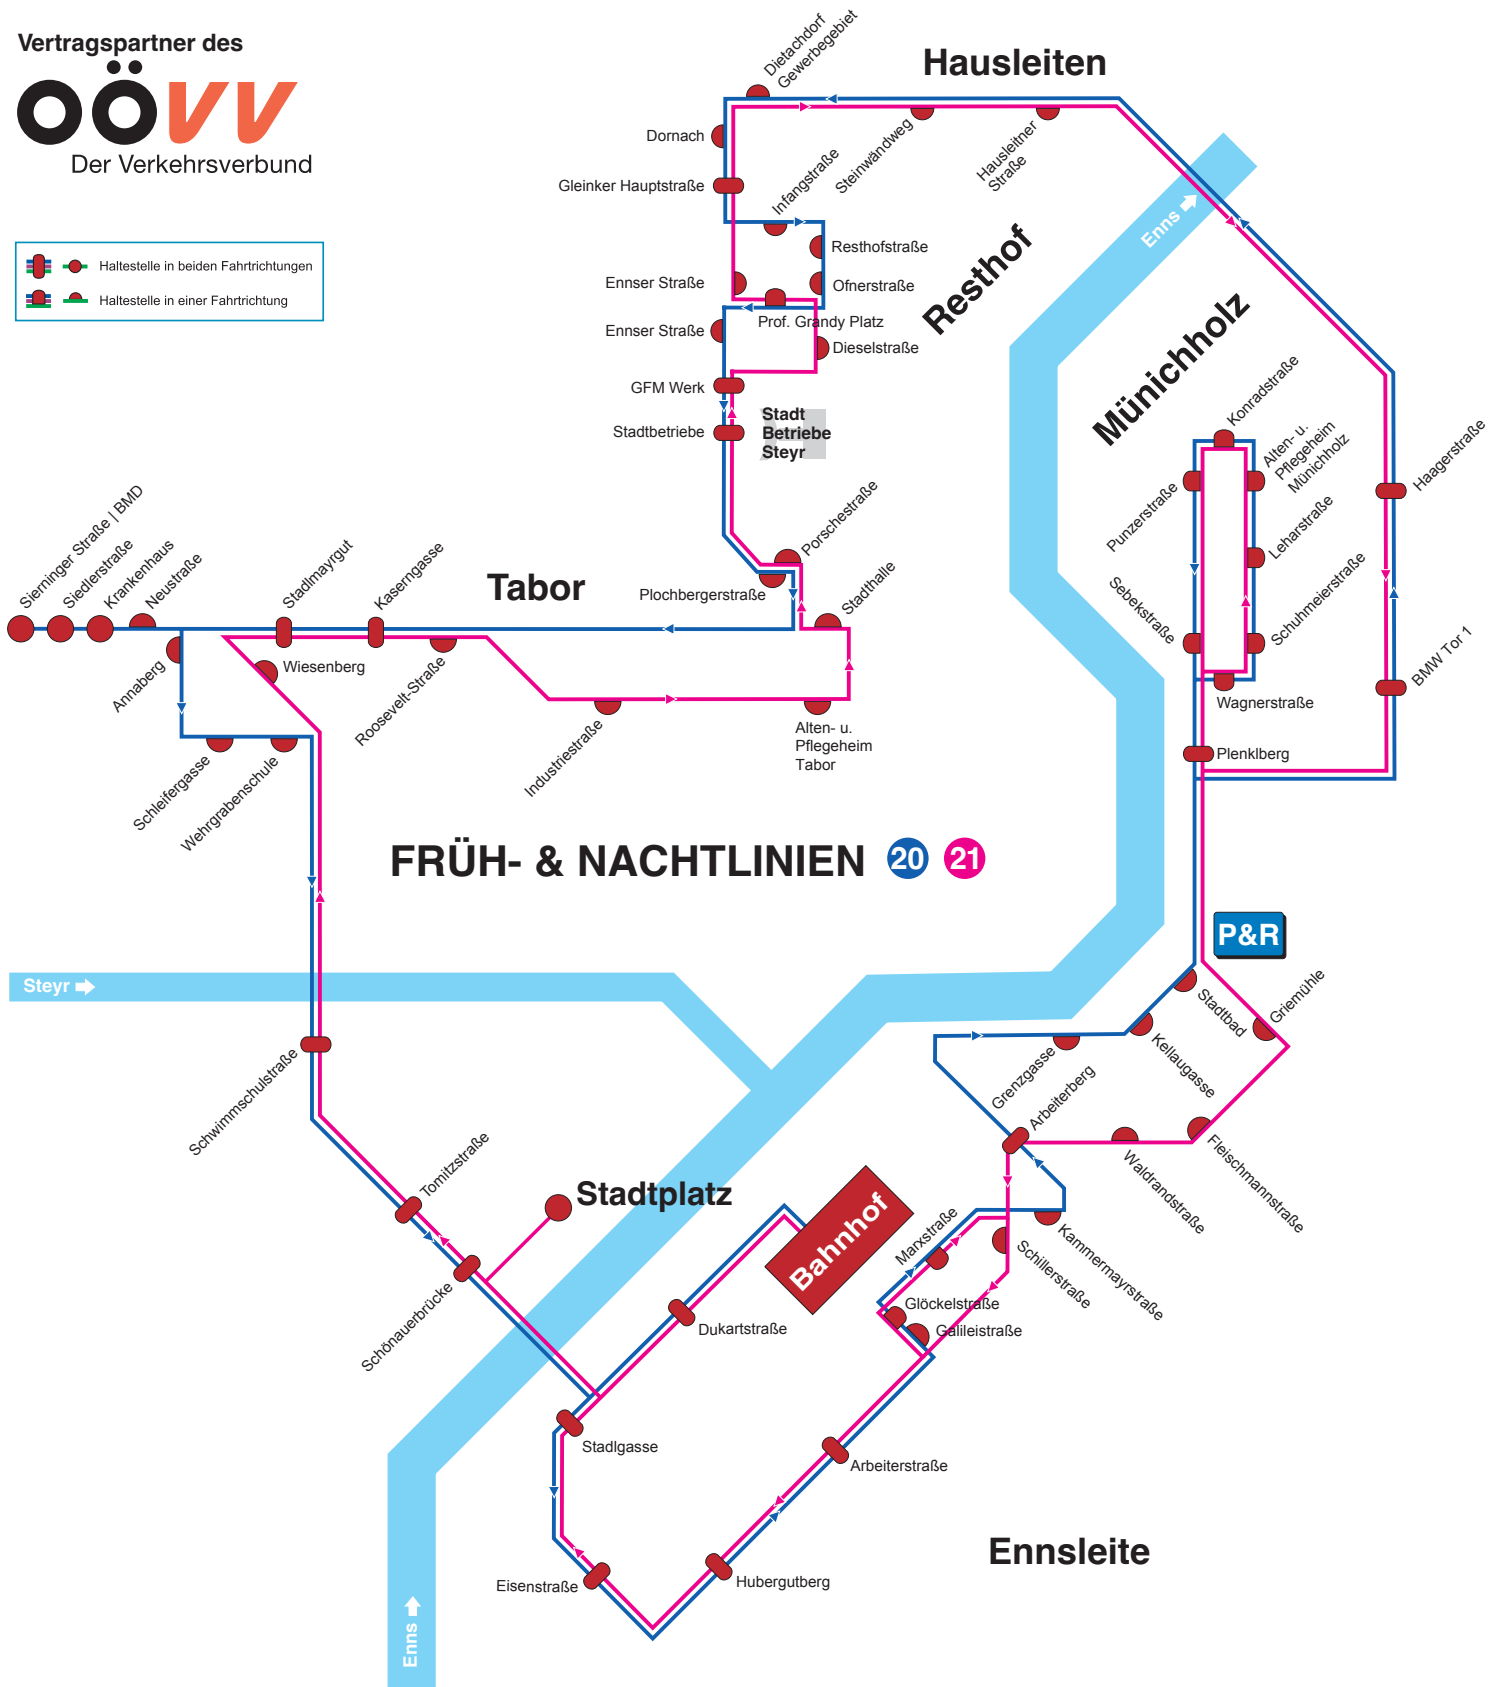 Vertragspartner des
OÖVV
Der Verkehrsverbund
Haltestelle in beiden Fahrtrichtungen
Haltestelle in einer Fahrtrichtung
Dietachdorf
Gewerbegebiet
Hausleiten
Dornach
Gleinker Hauptstraße
Infangstraße
Steinwändweg
Hausleitner
Straße
Enns
Resthofstraße
Resthof
Ennser Straße
Ofnerstraße
Prof. Grandy Platz
Ennser Straße
Dieselstraße
GFM Werk
Stadtbetriebe
H
Stadt
Betriebe
Steyr
Münichholz
Konradstraße
Alten- u.
Pflegeheim
Münichholz
Haagerstraße
Punzerstraße
Leharstraße
Sebekstraße
Schuhmeierstraße
Wagnerstraße
BMW Tor 1
Plenklberg
Porschestraße
Plochbergerstraße
Stadthalle
Tabor
Sierninger Straße | BMD
Siedlerstraße
Krankenhaus
Neustraße
Stadlmayrgut
Kaserngasse
Annaberg
Wiesenberg
Roosevelt-Straße
Industriestraße
Alten- u.
Pflegeheim
Tabor
Schleifergasse
Wehrgrabenschule
FRÜH- & NACHTLINIEN 20 21
P&R
Steyr
Stadtbad
Griemühle
Kellaugasse
Grenzgasse
Arbeiterberg
Waldrandstraße
Fleischmannstraße
Schwimmschulstraße
Tomitzstraße
Stadtplatz
Bahnhof
Schönauerbrücke
Marxstraße
Kammermayrstraße
Schillerstraße
Glöckelstraße
Galileistraße
Dukartstraße
Stadlgasse
Arbeiterstraße
Ennsleite
Eisenstraße
Hubergutberg
Enns